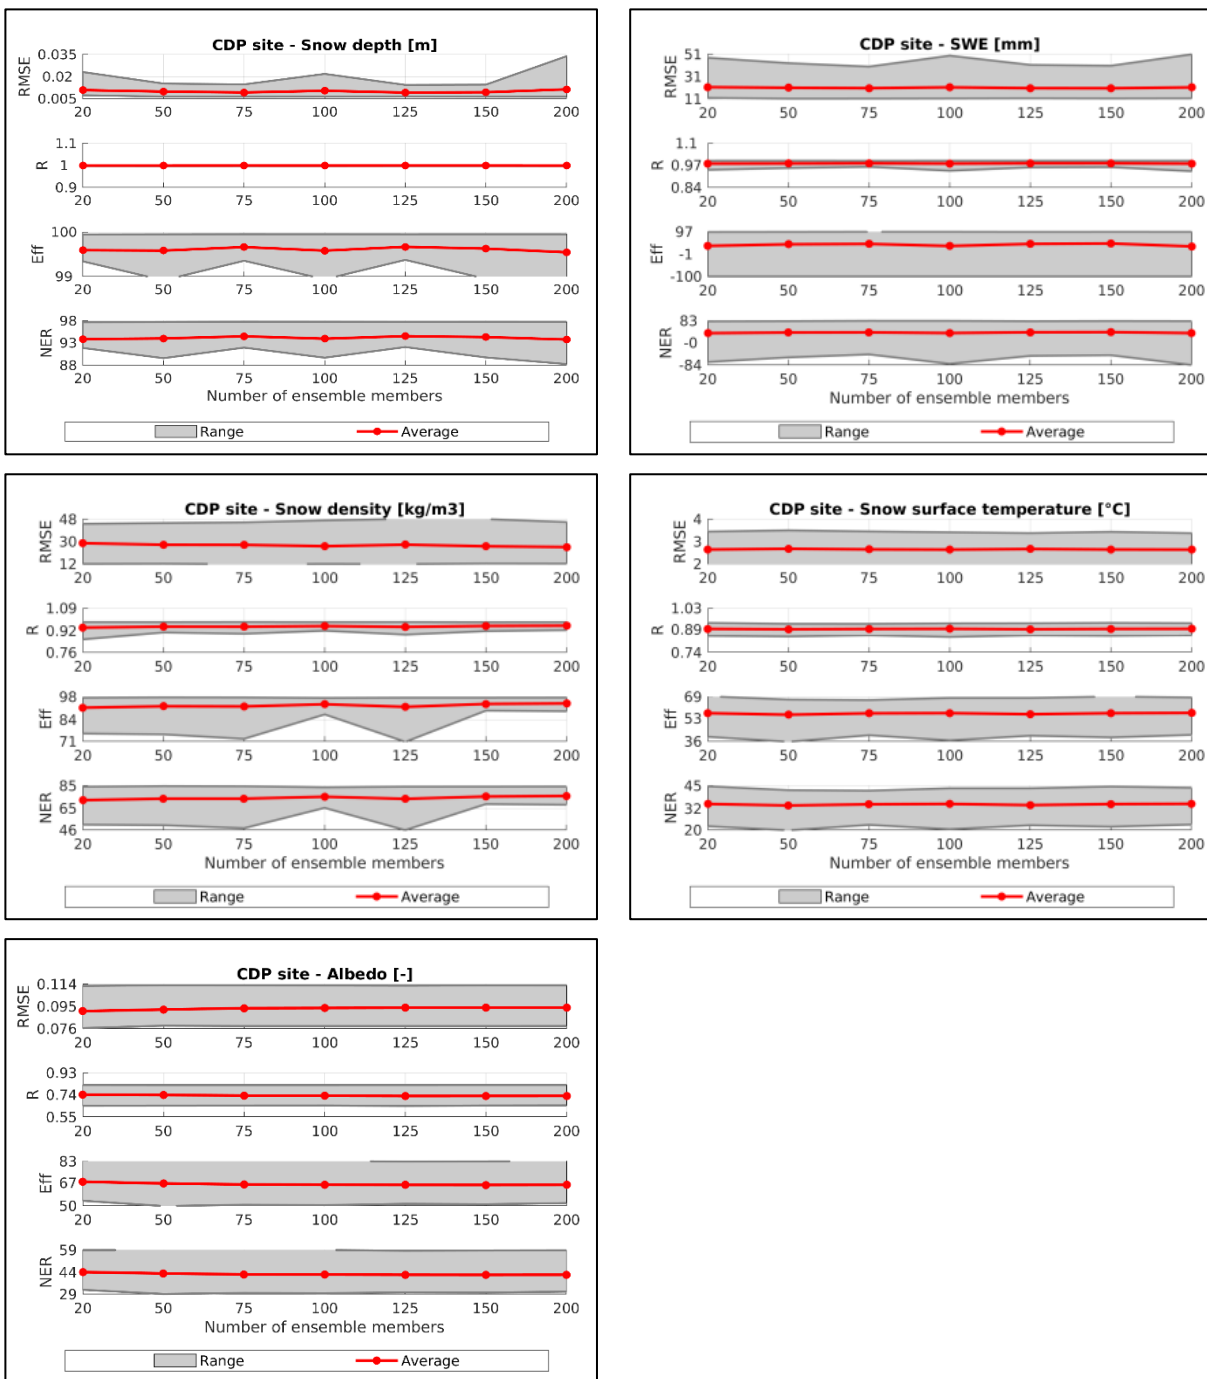 CDP site - Snow depth [m]
RMSE
0.035
0.02
0.005
20 50 75 100 125 150 200
R
1.1
1
0.9
20 50 75 100 125 150 200
Eff
100
99
20 50 75 100 125 150 200
NER
98
93
88
20 50 75 100 125 150 200
Number of ensemble members
Range Average
CDP site - SWE [mm]
RMSE
51
31
11
20 50 75 100 125 150 200
R
1.1
0.97
0.84
20 50 75 100 125 150 200
Eff
97
-1
-100
20 50 75 100 125 150 200
NER
83
-0
-84
20 50 75 100 125 150 200
Number of ensemble members
Range Average
CDP site - Snow density [kg/m3]
RMSE
48
30
12
20 50 75 100 125 150 200
R
1.09
0.92
0.76
20 50 75 100 125 150 200
Eff
98
84
71
20 50 75 100 125 150 200
NER
85
65
46
20 50 75 100 125 150 200
Number of ensemble members
Range Average
CDP site - Snow surface temperature [°C]
RMSE
4
3
2
20 50 75 100 125 150 200
R
1.03
0.89
0.74
20 50 75 100 125 150 200
Eff
69
53
36
20 50 75 100 125 150 200
NER
45
32
20
20 50 75 100 125 150 200
Number of ensemble members
Range Average
CDP site - Albedo [-]
RMSE
0.114
0.095
0.076
20 50 75 100 125 150 200
R
0.93
0.74
0.55
20 50 75 100 125 150 200
Eff
83
67
50
20 50 75 100 125 150 200
NER
59
44
29
20 50 75 100 125 150 200
Number of ensemble members
Range Average